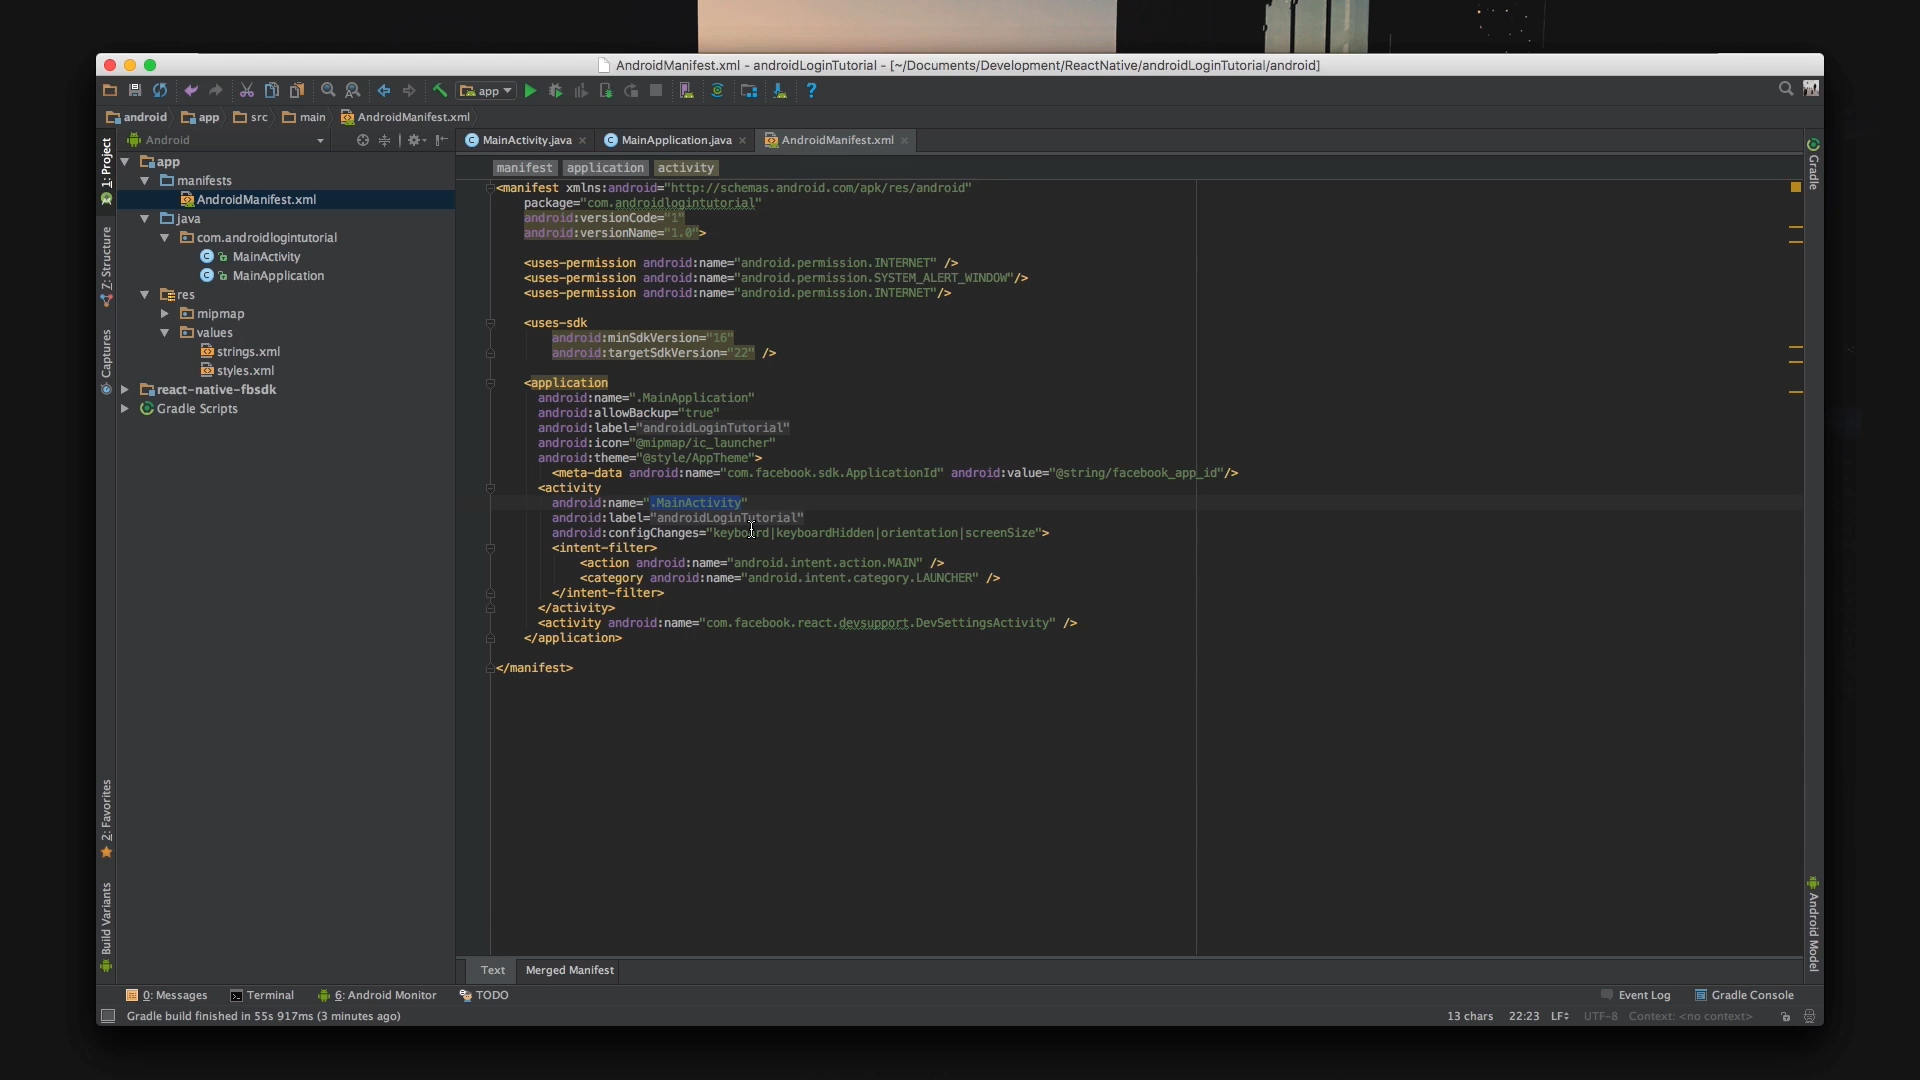 AndroidManifest.xml - androidLoginTutorial - [~/Documents/Development/ReactNative/androidLoginTutorial/android]
app
?
android app src main AndroidManifest.xml
1: Project
Android
MainActivity.java MainApplication.java AndroidManifest.xml
app
manifests
AndroidManifest.xml
java
com.androidlogintutorial
MainActivity
MainApplication
res
mipmap
values
strings.xml
styles.xml
react-native-fbsdk
Gradle Scripts
Z: Structure
Captures
2: Favorites
Build Variants
manifest application activity
<manifest xmlns:android="http://schemas.android.com/apk/res/android"
package="com.androidlogintutorial"
android:versionCode="1"
android:versionName="1.0">
<uses-permission android:name="android.permission.INTERNET" />
<uses-permission android:name="android.permission.SYSTEM_ALERT_WINDOW"/>
<uses-permission android:name="android.permission.INTERNET"/>
<uses-sdk
android:minSdkVersion="16"
android:targetSdkVersion="22" />
<application
android:name=".MainApplication"
android:allowBackup="true"
android:label="androidLoginTutorial"
android:icon="@mipmap/ic_launcher"
android:theme="@style/AppTheme">
<meta-data android:name="com.facebook.sdk.ApplicationId" android:value="@string/facebook_app_id"/>
<activity
android:name=".MainActivity"
android:label="androidLoginTutorial"
android:configChanges="keyboard|keyboardHidden|orientation|screenSize">
<intent-filter>
<action android:name="android.intent.action.MAIN" />
<category android:name="android.intent.category.LAUNCHER" />
</intent-filter>
</activity>
<activity android:name="com.facebook.react.devsupport.DevSettingsActivity" />
</application>
</manifest>
Gradle
Android Model
Text Merged Manifest
0: Messages Terminal 6: Android Monitor TODO Event Log Gradle Console
Gradle build finished in 55s 917ms (3 minutes ago) 13 chars 22:23 LF UTF-8 Context: <no context>